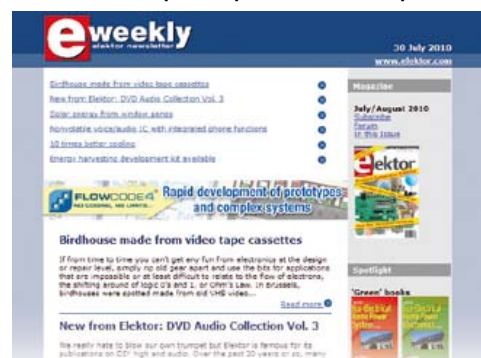 eweekly
elektor newsletter
30 July 2010
www.elektor.com
Birdhouse made from video tape cassettes
New from Elektor: DVD Audio Collection Vol. 3
Solar energy from window panes
Nonvolatile voice/audio IC with integrated phone functions
10 times better cooling
Energy harvesting development kit available
Magazine
July/August 2010
Subscribe
Forum
In this Issue
elektor
FLOWCODE4
NO CODING, NO LIMITS...
Rapid development of prototypes
and complex systems
Birdhouse made from video tape cassettes
If from time to time you can't get any fun from electronics at the design
or repair level, simply rip old gear apart and use the bits for applications
that are impossible or at least difficult to relate to the flow of electrons,
the shifting around of logic 0's and 1, or Ohm's Law. In Brussels,
birdhouses were spotted made from old VHS video...
Read more
New from Elektor: DVD Audio Collection Vol. 3
We really hate to blow our own trumpet but Elektor is famous for its
publications on DIY high end audio. Over the past 20 years or so, many
Spotlight
'Green' books